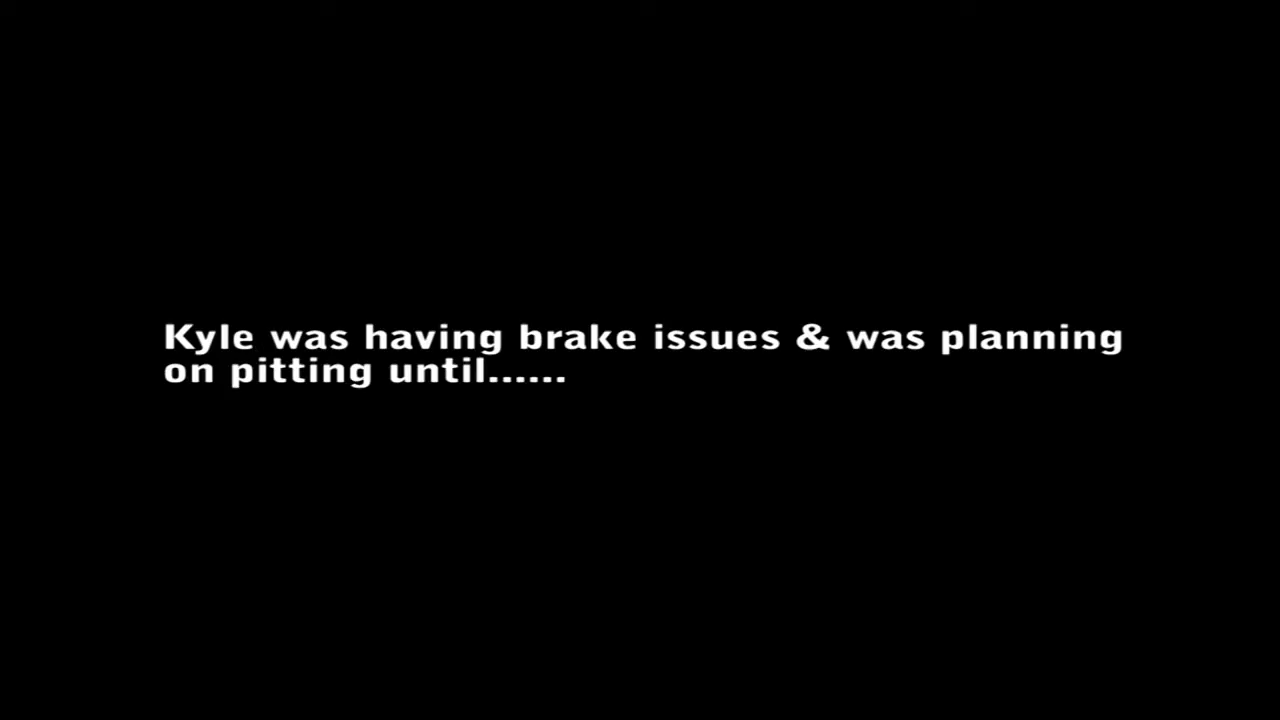 Kyle was having brake issues & was planning
on pitting until......